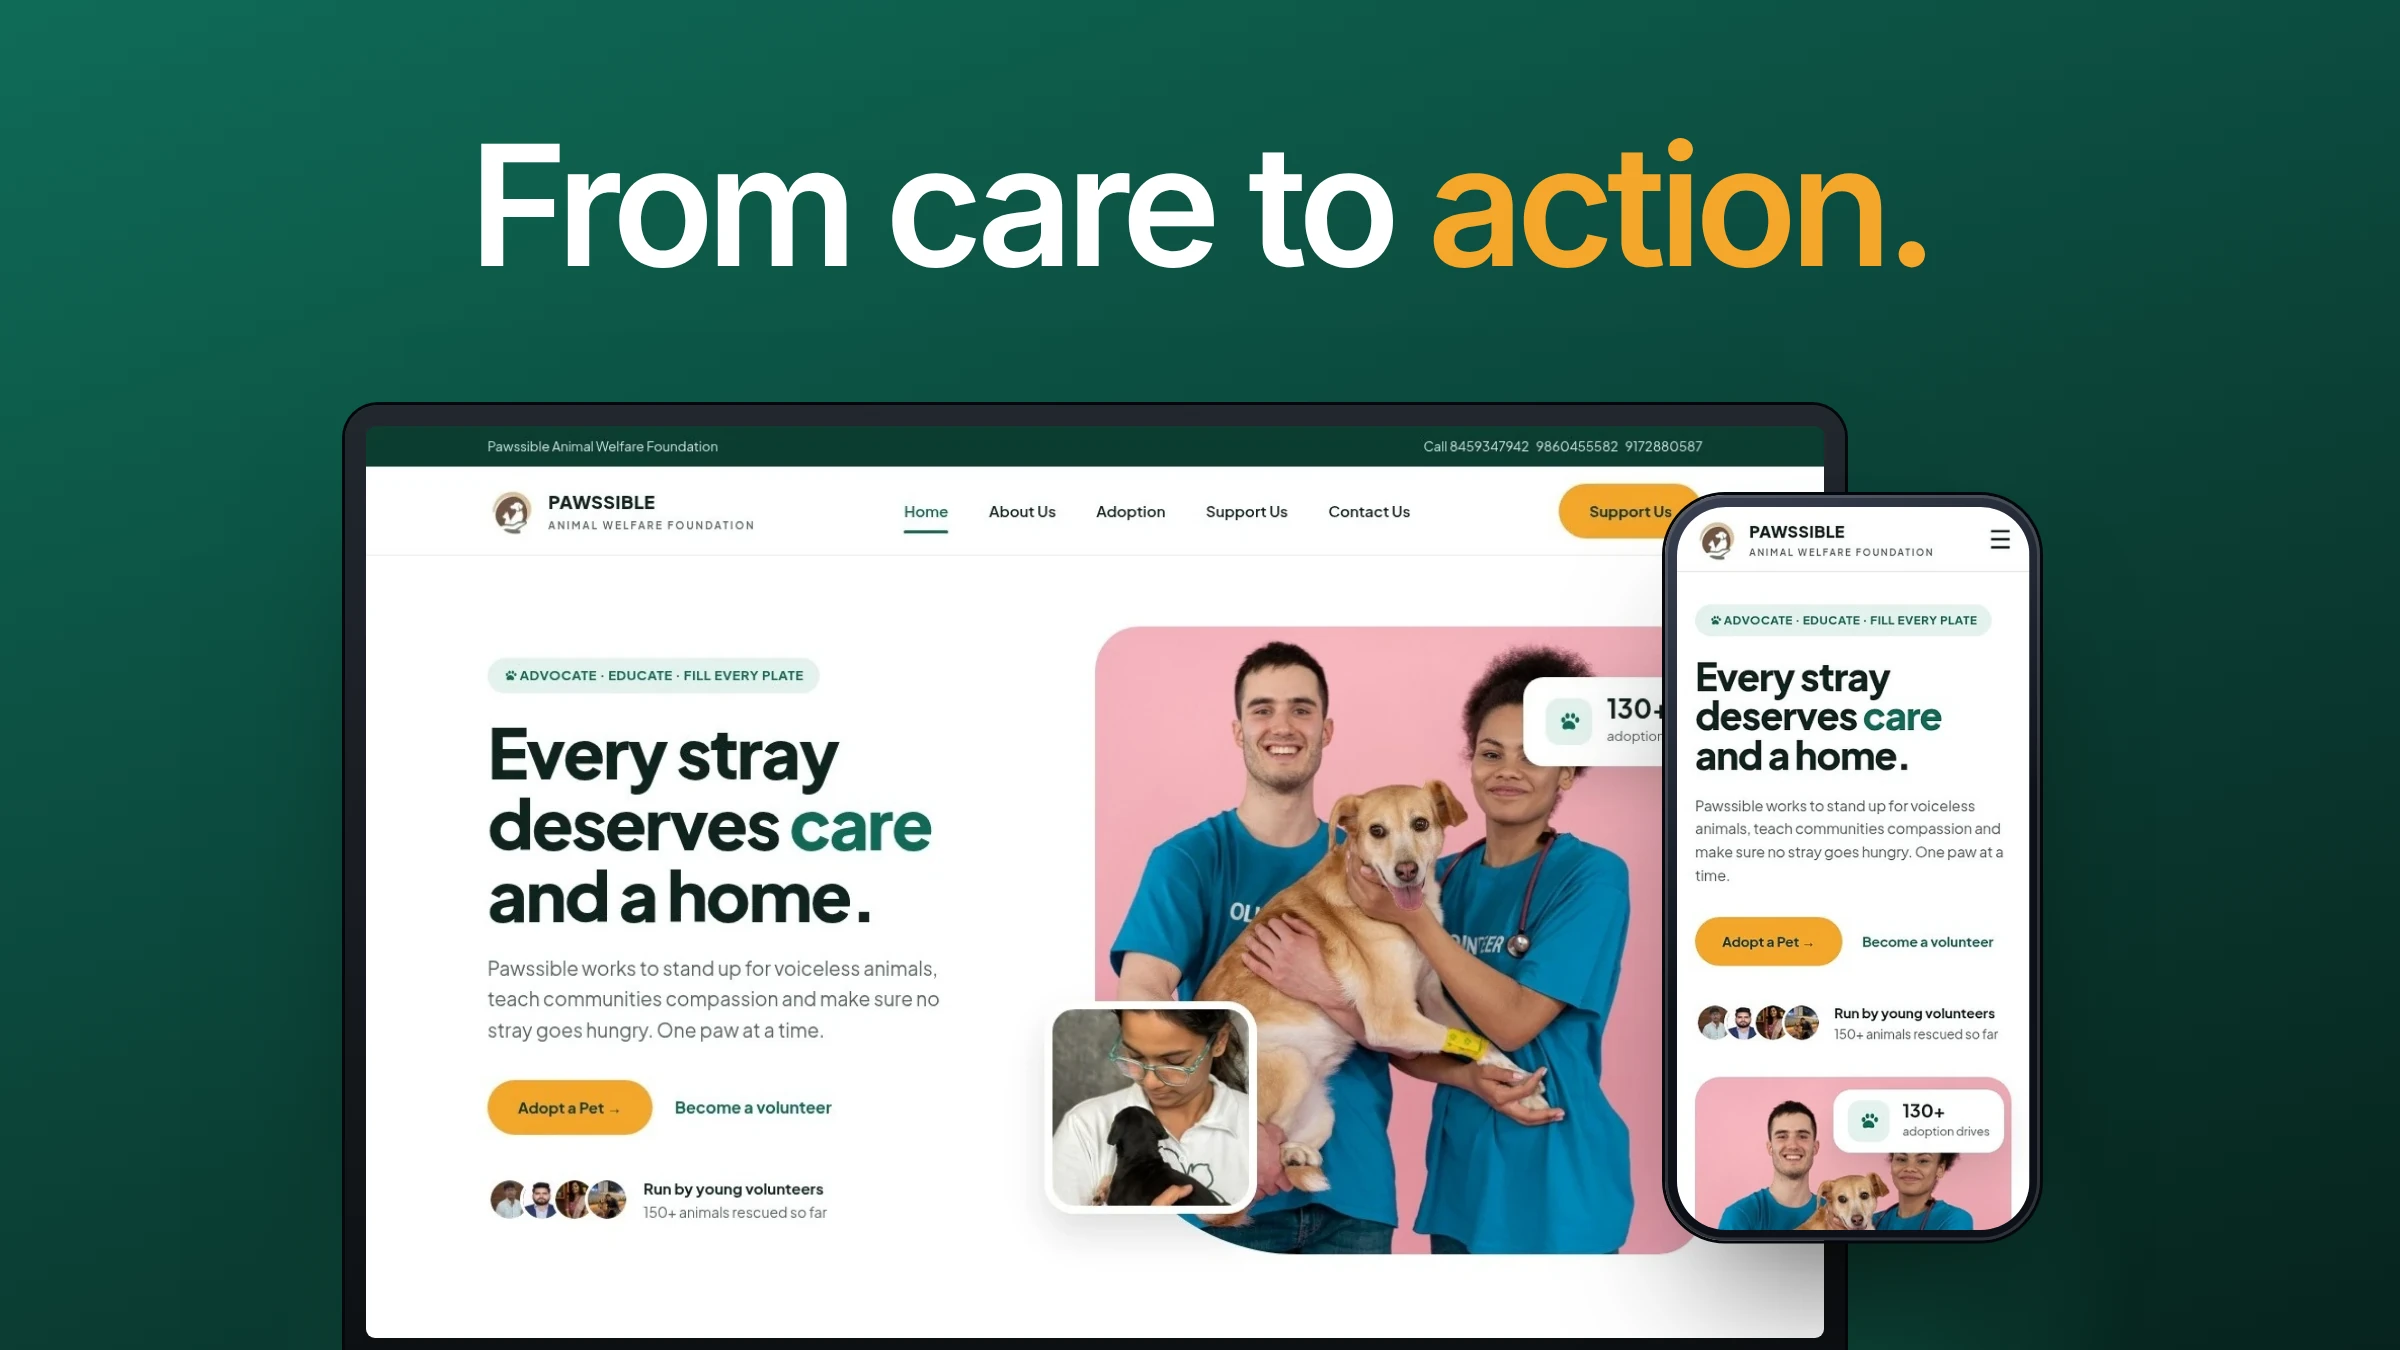 From care to action.
Pawssible Animal Welfare Foundation
Call 8459347942 9860455582 9172880587
PAWSSIBLE
ANIMAL WELFARE FOUNDATION
Home
About Us
Adoption
Support Us
Contact Us
Support Us
ADVOCATE · EDUCATE · FILL EVERY PLATE
Every stray
deserves care
and a home.
Pawssible works to stand up for voiceless animals,
teach communities compassion and make sure no
stray goes hungry. One paw at a time.
Adopt a Pet →
Become a volunteer
Run by young volunteers
150+ animals rescued so far
130+
adoption
PAWSSIBLE
ANIMAL WELFARE FOUNDATION
ADVOCATE · EDUCATE · FILL EVERY PLATE
Every stray
deserves care
and a home.
Pawssible works to stand up for voiceless
animals, teach communities compassion and
make sure no stray goes hungry. One paw at a
time.
Adopt a Pet →
Become a volunteer
Run by young volunteers
150+ animals rescued so far
130+
adoption drives